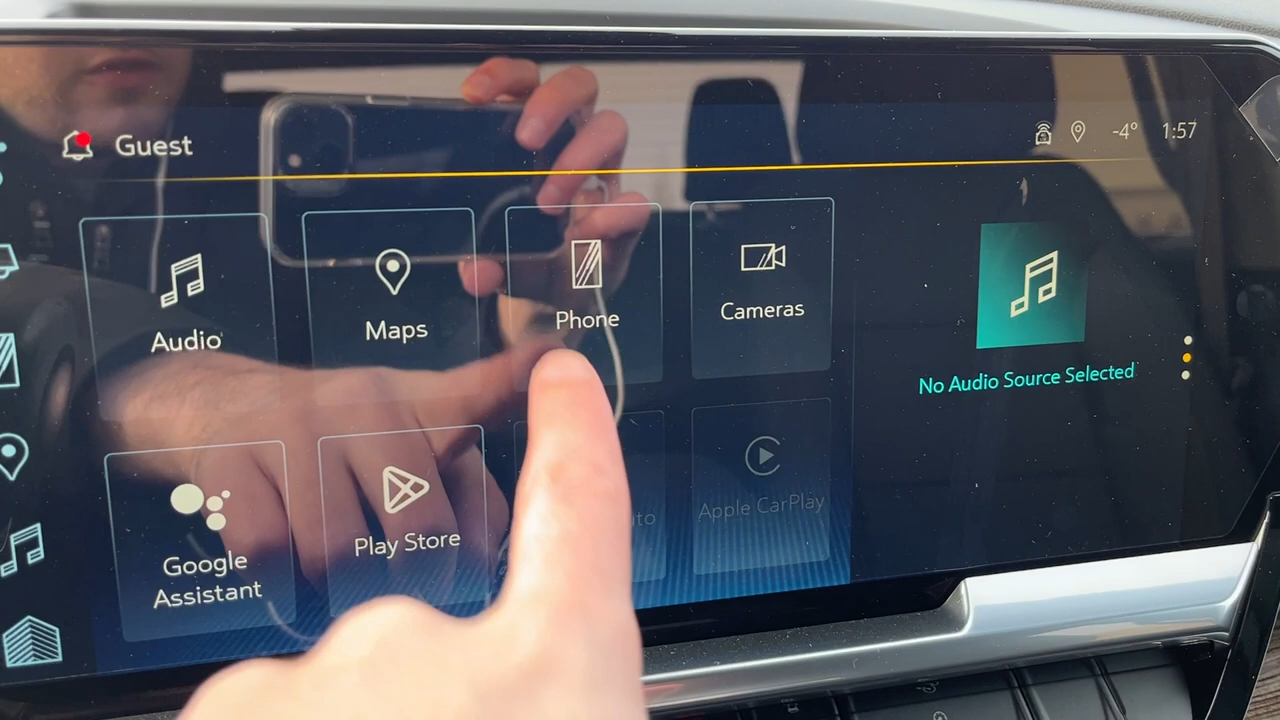 Guest
-4° 1:57
Audio
Maps
Phone
Cameras
No Audio Source Selected
Google
Assistant
Play Store
Apple CarPlay